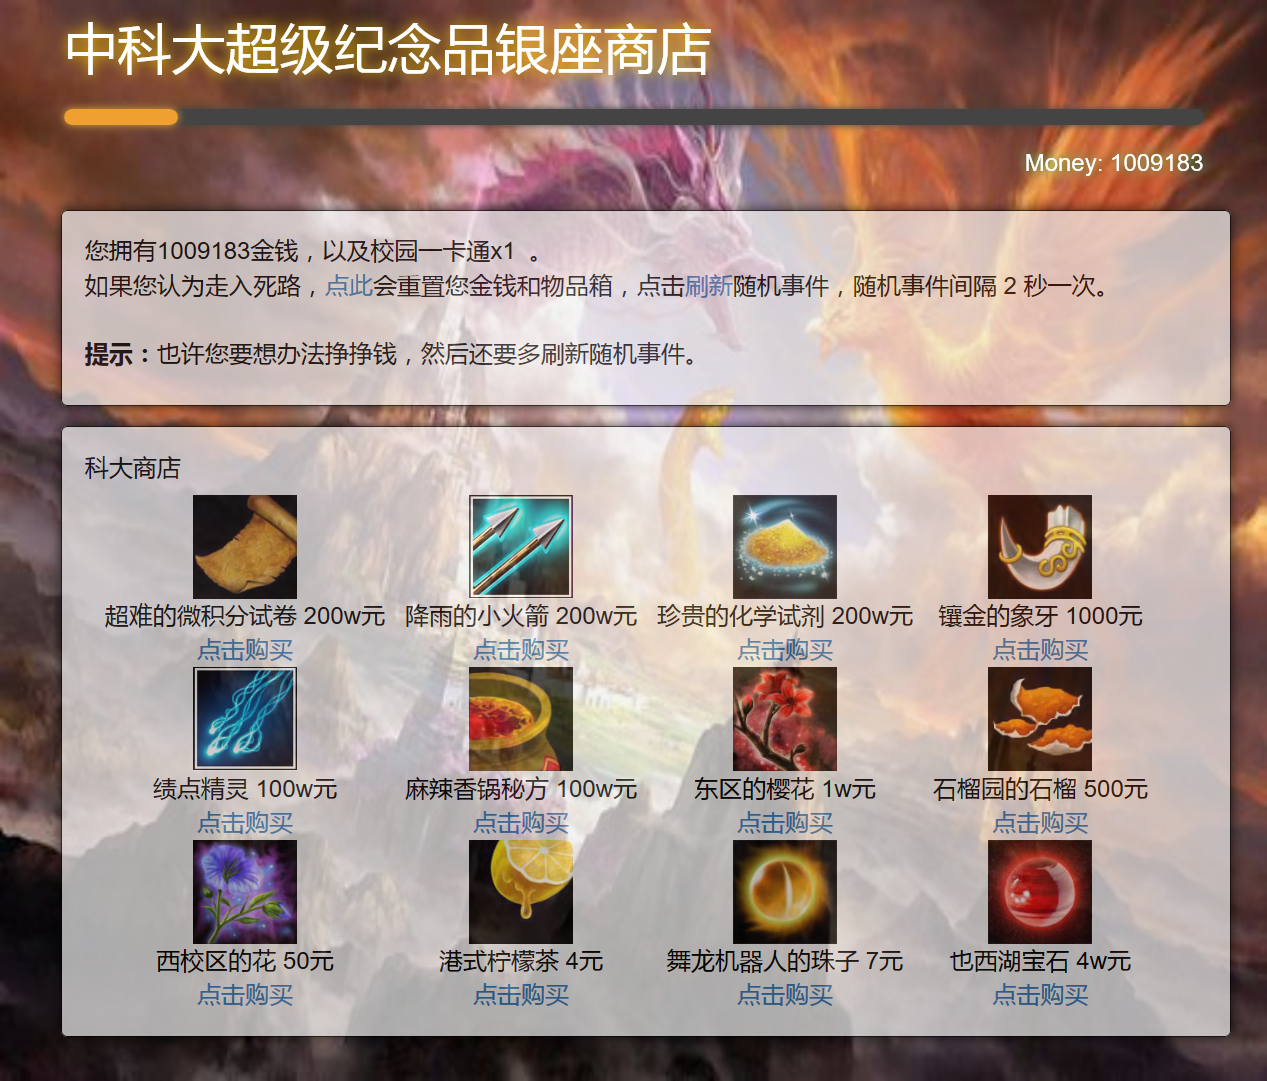 中科大超级纪念品银座商店
Money: 1009183
您拥有1009183金钱，以及校园一卡通x1 。
如果您认为走入死路，点此会重置您金钱和物品箱，点击刷新随机事件，随机事件间隔 2 秒一次。
提示：也许您要想办法挣挣钱，然后还要多刷新随机事件。
科大商店
超难的微积分试卷 200w元 降雨的小火箭 200w元 珍贵的化学试剂 200w元 镶金的象牙 1000元
点击购买 点击购买 点击购买 点击购买
绩点精灵 100w元 麻辣香锅秘方 100w元 东区的樱花 1w元 石榴园的石榴 500元
点击购买 点击购买 点击购买 点击购买
西校区的花 50元 港式柠檬茶 4元 舞龙机器人的珠子 7元 也西湖宝石 4w元
点击购买 点击购买 点击购买 点击购买